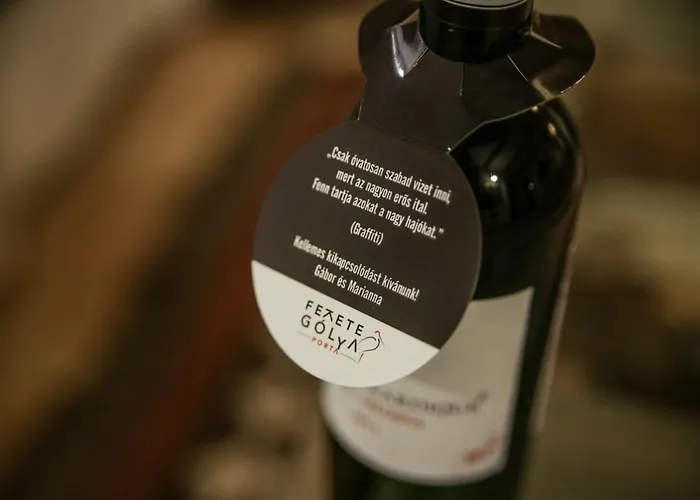 „Csak óvatosan szabad vizet inni,
mert az nagyon erős ital.
Fenn tartja azokat a nagy hajókat."
(Graffiti)
Kellemes kikapcsolódást kívánunk!
Gábor és Marianna
FEKETE
GÓLYA
PORTA